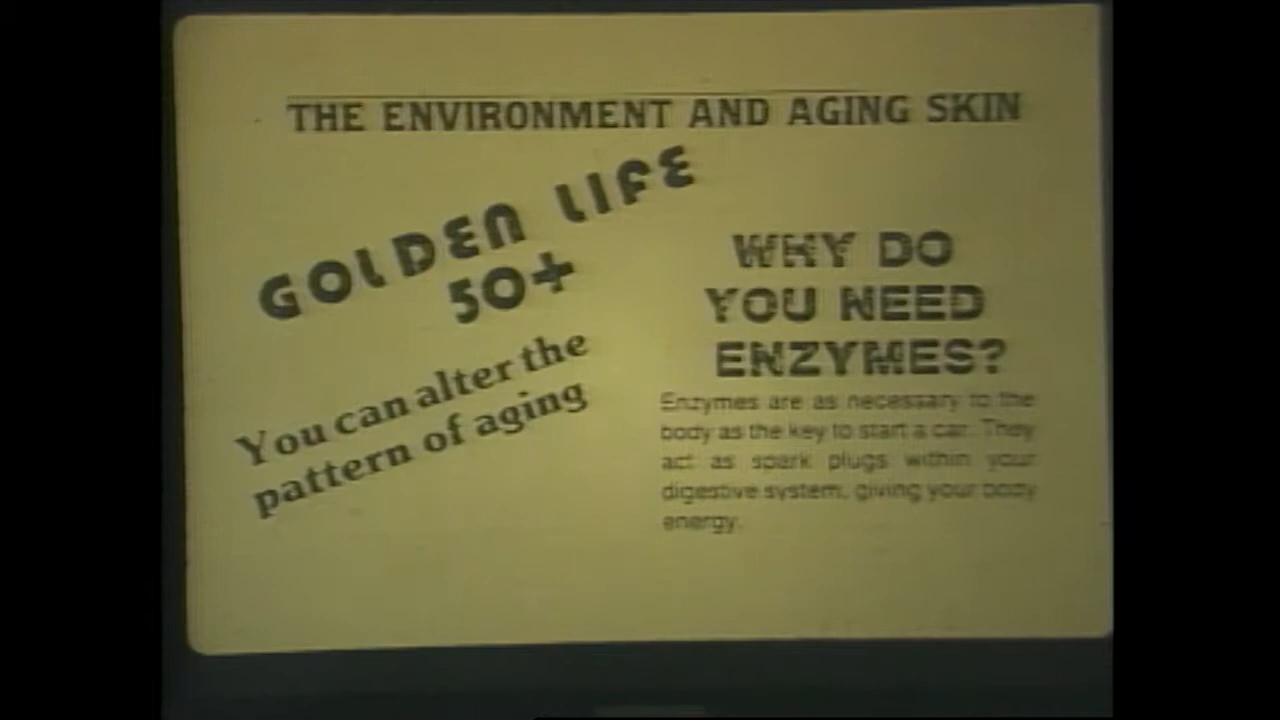 THE ENVIRONMENT AND AGING SKIN
GOLDEN LIFE
50+
You can alter the
pattern of aging
WHY DO
YOU NEED
ENZYMES?
Enzymes are as necessary to the
body as the key to start a car. They
act as spark plugs within your
digestive system, giving your body
energy.